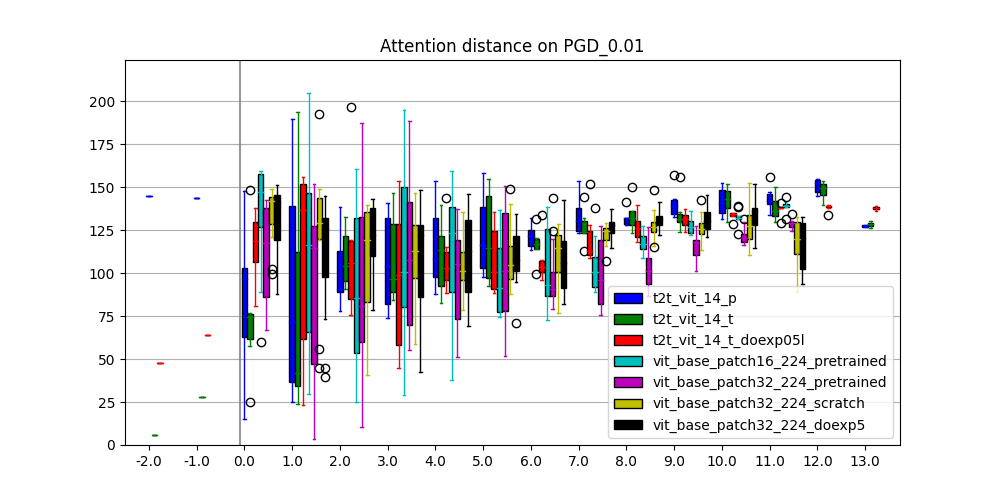 Attention distance on PGD_0.01
200
175
150
125
100
75
50
25
0
-2.0 -1.0 0.0 1.0 2.0 3.0 4.0 5.0 6.0 7.0 8.0 9.0 10.0 11.0 12.0 13.0
t2t_vit_14_p
t2t_vit_14_t
t2t_vit_14_t_doexp05l
vit_base_patch16_224_pretrained
vit_base_patch32_224_pretrained
vit_base_patch32_224_scratch
vit_base_patch32_224_doexp5